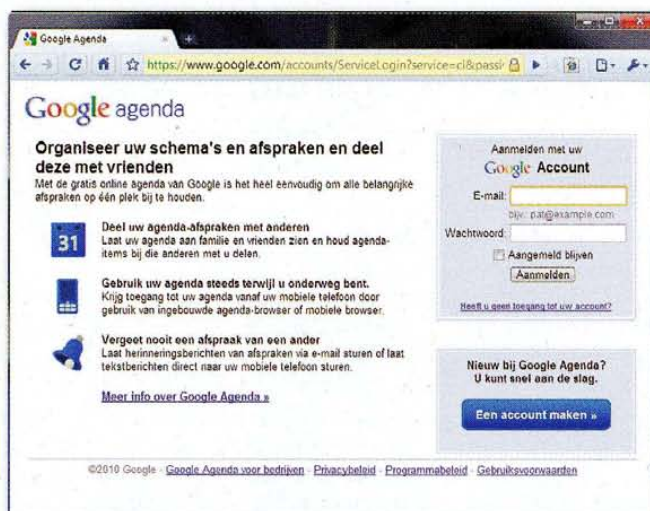 Google Agenda
https://www.google.com/accounts/ServiceLogin?service=cl&passiv
Google agenda
Organiseer uw schema's en afspraken en deel
deze met vrienden
Met de gratis online agenda van Google is het heel eenvoudig om alle belangrijke
afspraken op één plek bij te houden.
31
Deel uw agenda-afspraken met anderen
Laat uw agenda aan familie en vrienden zien en houd agenda-
items bij die anderen met u delen.
Gebruik uw agenda steeds terwijl u onderweg bent.
Krijg toegang tot uw agenda vanaf uw mobiele telefoon door
gebruik van ingebouwde agenda-browser of mobiele browser.
Vergeet nooit een afspraak van een ander
Laat herinneringsberichten van afspraken via e-mail sturen of laat
tekstberichten direct naar uw mobiele telefoon sturen.
Meer info over Google Agenda »
Aanmelden met uw
Google Account
E-mail:
bijv.: pat@example.com
Wachtwoord:
Aangemeld blijven
Aanmelden
Heeft u geen toegang tot uw account?
Nieuw bij Google Agenda?
U kunt snel aan de slag.
Een account maken »
©2010 Google - Google Agenda voor bedrijven - Privacybeleid - Programmabeleid - Gebruiksvoorwaarden